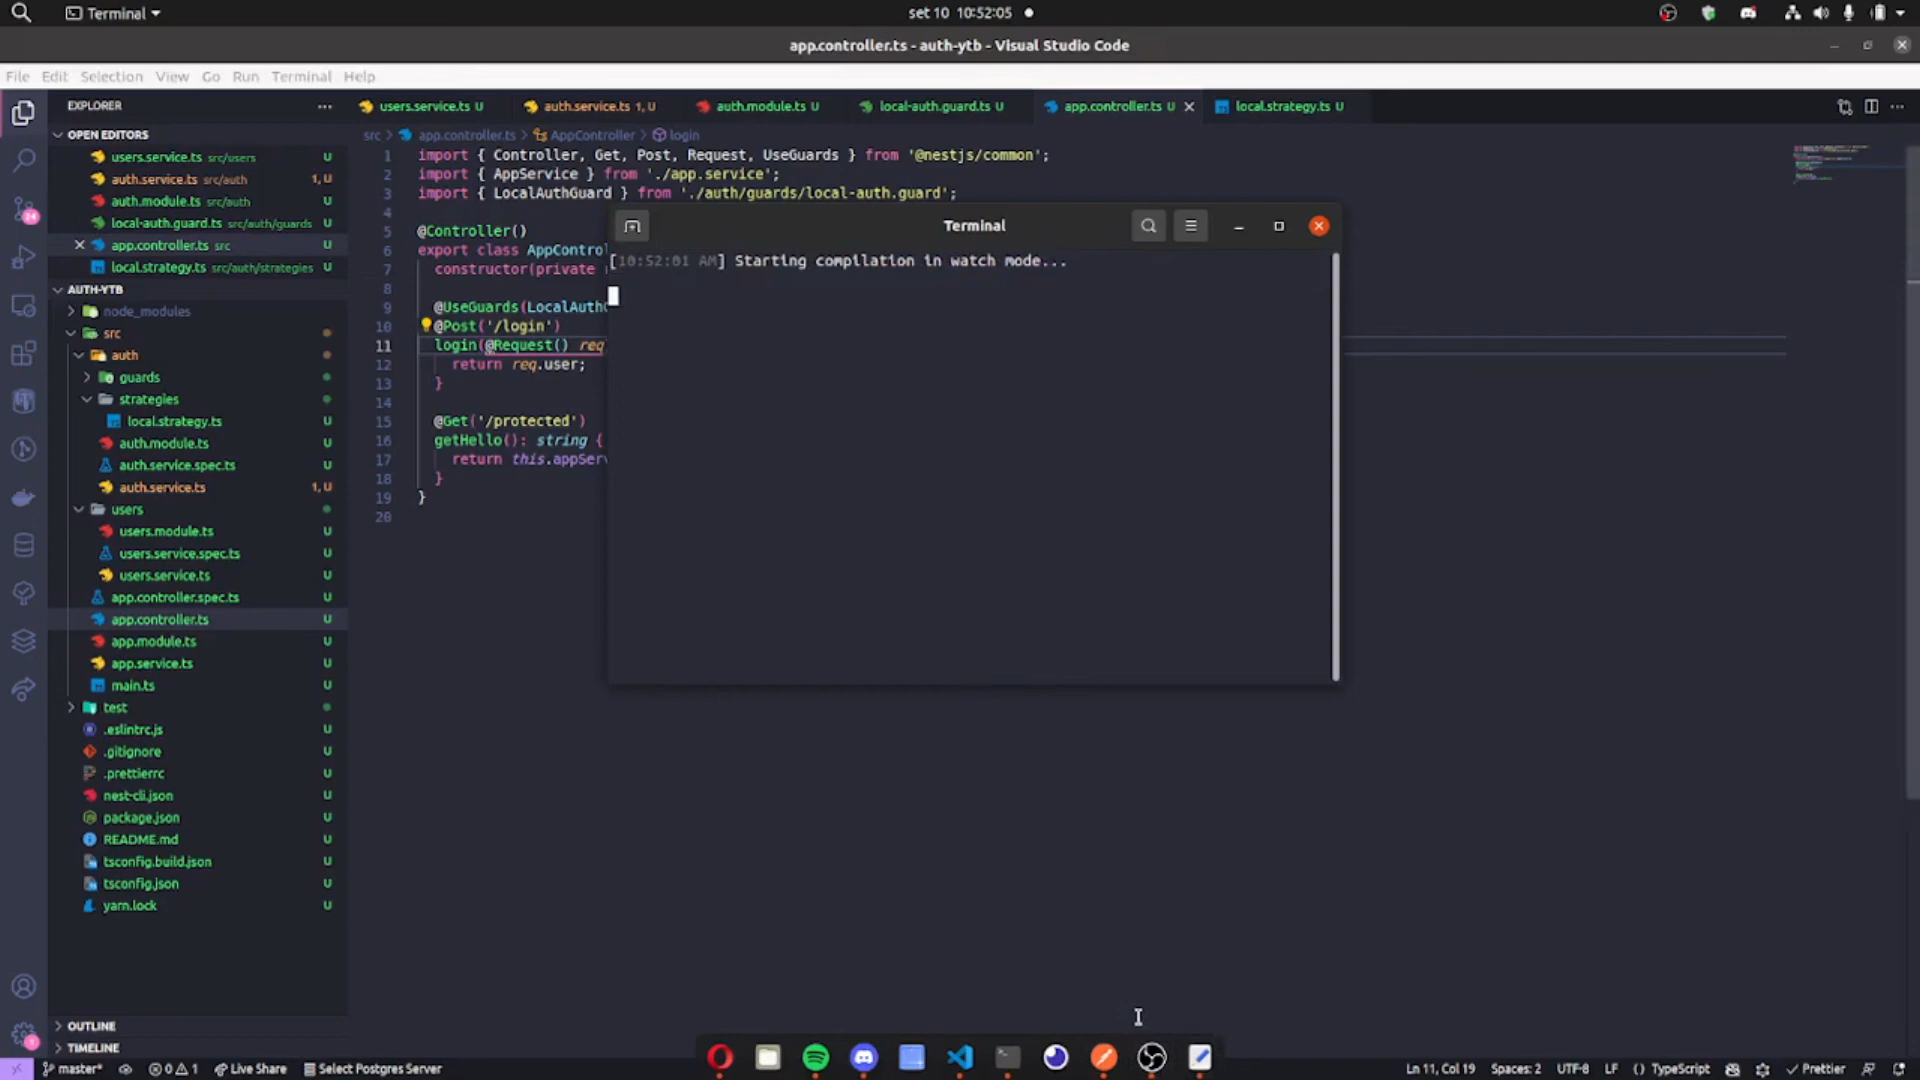 Terminal
set 10 10:52:05
app.controller.ts - auth-ytb - Visual Studio Code
File Edit Selection View Go Run Terminal Help
EXPLORER
users.service.ts U
auth.service.ts 1, U
auth.module.ts U
local-auth.guard.ts U
app.controller.ts U
local.strategy.ts U
OPEN EDITORS
users.service.ts src/users U
auth.service.ts src/auth 1, U
auth.module.ts src/auth U
local-auth.guard.ts src/auth/guards U
app.controller.ts src U
local.strategy.ts src/auth/strategies U
AUTH-YTB
node_modules
src
auth
guards
strategies
local.strategy.ts U
auth.module.ts U
auth.service.spec.ts U
auth.service.ts 1, U
users
users.module.ts U
users.service.spec.ts U
users.service.ts U
app.controller.spec.ts U
app.controller.ts U
app.module.ts U
app.service.ts U
main.ts U
test
.eslintrc.js U
.gitignore U
.prettierrc U
nest-cli.json U
package.json U
README.md U
tsconfig.build.json U
tsconfig.json U
yarn.lock U
OUTLINE
TIMELINE
src > app.controller.ts > AppController > login
1 import { Controller, Get, Post, Request, UseGuards } from '@nestjs/common';
2 import { AppService } from './app.service';
3 import { LocalAuthGuard } from './auth/guards/local-auth.guard';
4
5 @Controller()
6 export class AppControl
7 constructor(private
8
9 @UseGuards(LocalAuth
10 @Post('/login')
11 login(@Request() req
12 return req.user;
13 }
14
15 @Get('/protected')
16 getHello(): string {
17 return this.appServ
18 }
19 }
20
Terminal
[10:52:01 AM] Starting compilation in watch mode...
24
1
master* 0 1 Live Share Select Postgres Server
Ln 11, Col 19 Spaces: 2 UTF-8 LF {} TypeScript Prettier